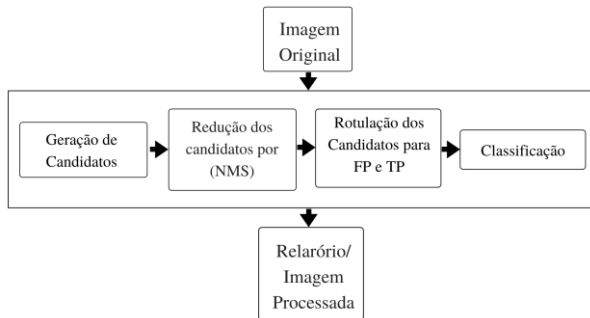 Imagem
Original
Geração de
Candidatos
Redução dos
candidatos por
(NMS)
Rotulação dos
Candidatos para
FP e TP
Classificação
Relarório/
Imagem
Processada